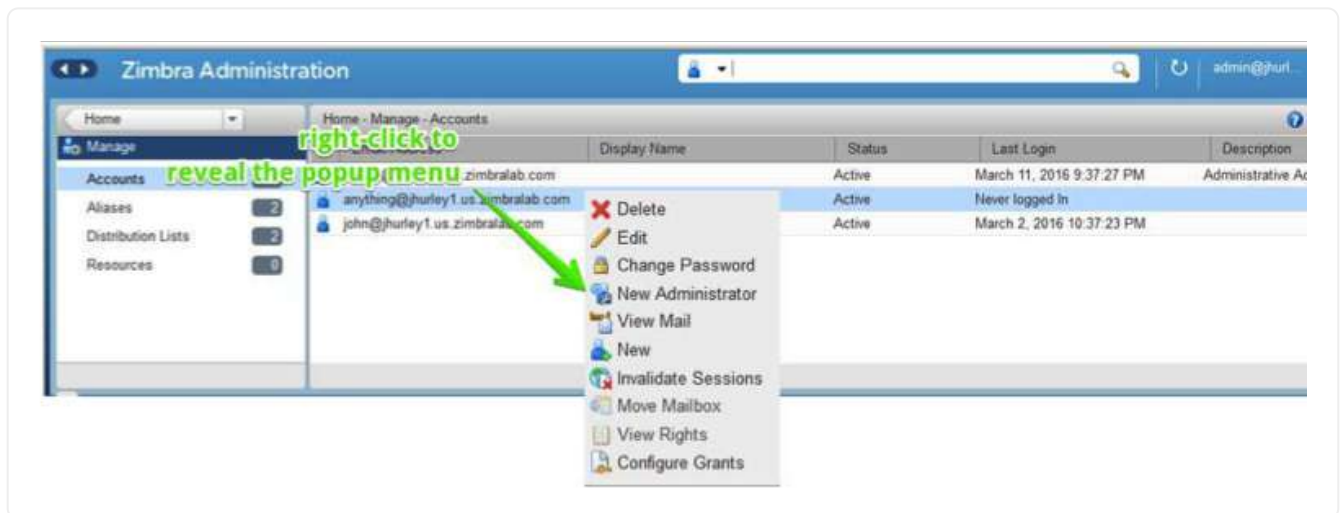 Zimbra Administration
admin@jhurl...
Home
Home - Manage - Accounts
Manage
right-click to
reveal the popup menu
Display Name
Status
Last Login
Description
Accounts
zimbralab.com
Active
March 11, 2016 9:37:27 PM
Administrative Ac
Aliases
2
anything@jhurley1.us.zimbralab.com
Active
Never logged In
Distribution Lists
2
john@jhurley1.us.zimbralab.com
Active
March 2, 2016 10:37:23 PM
Resources
0
Delete
Edit
Change Password
New Administrator
View Mail
New
Invalidate Sessions
Move Mailbox
View Rights
Configure Grants